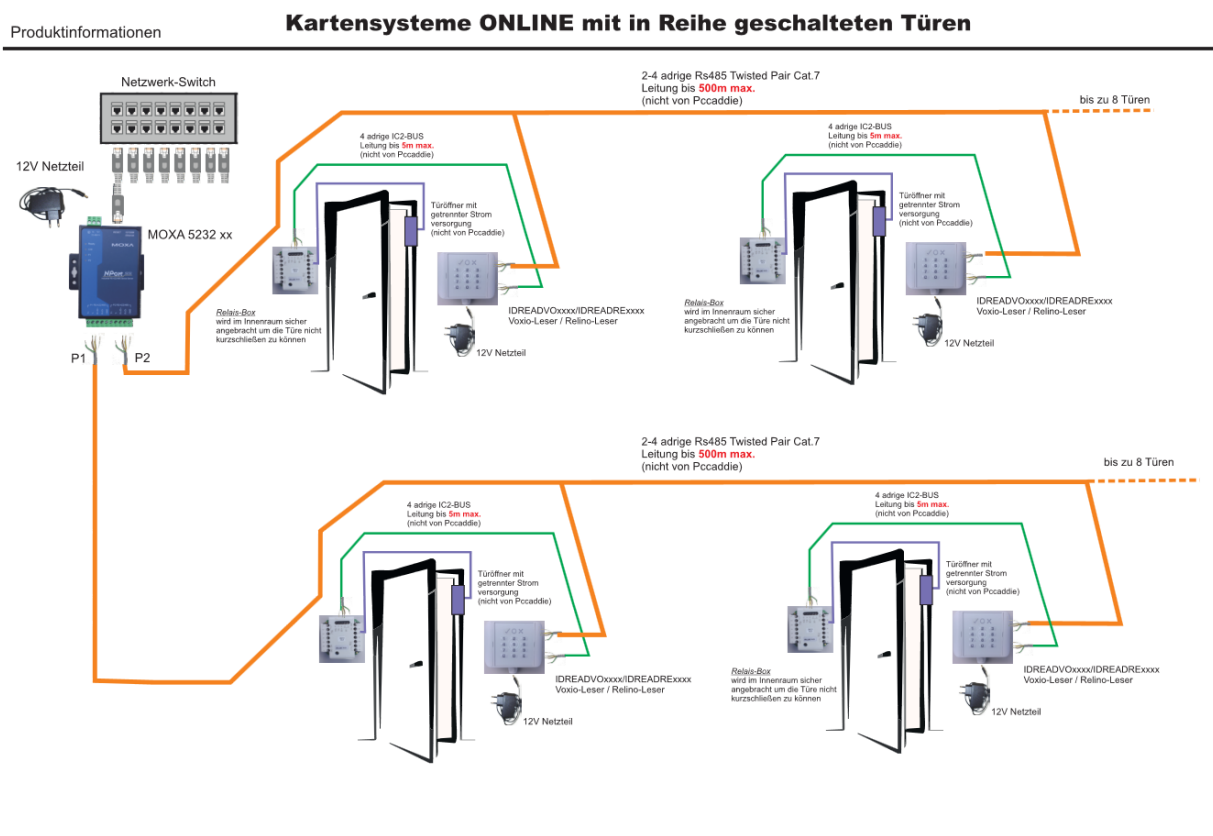 Produktinformationen
Kartensysteme ONLINE mit in Reihe geschalteten Türen
Netzwerk-Switch
12V Netzteil
MOXA 5232 xx
MOXA
P1
P2
2-4 adrige Rs485 Twisted Pair Cat.7
Leitung bis 500m max.
(nicht von Pccaddie)
bis zu 8 Türen
4 adrige IC2-BUS
Leitung bis 5m max.
(nicht von Pccaddie)
Türöffner mit
getrennter Strom
versorgung
(nicht von Pccaddie)
Relais-Box
wird im Innenraum sicher
angebracht um die Türe nicht
kurzschließen zu können
IDREADVOxxxx/IDREADRExxxx
Voxio-Leser / Relino-Leser
12V Netzteil
4 adrige IC2-BUS
Leitung bis 5m max.
(nicht von Pccaddie)
Türöffner mit
getrennter Strom
versorgung
(nicht von Pccaddie)
Relais-Box
wird im Innenraum sicher
angebracht um die Türe nicht
kurzschließen zu können
IDREADVOxxxx/IDREADRExxxx
Voxio-Leser / Relino-Leser
12V Netzteil
2-4 adrige Rs485 Twisted Pair Cat.7
Leitung bis 500m max.
(nicht von Pccaddie)
bis zu 8 Türen
4 adrige IC2-BUS
Leitung bis 5m max.
(nicht von Pccaddie)
Türöffner mit
getrennter Strom
versorgung
(nicht von Pccaddie)
IDREADVOxxxx/IDREADRExxxx
Voxio-Leser / Relino-Leser
12V Netzteil
4 adrige IC2-BUS
Leitung bis 5m max.
(nicht von Pccaddie)
Türöffner mit
getrennter Strom
versorgung
(nicht von Pccaddie)
Relais-Box
wird im Innenraum sicher
angebracht um die Türe nicht
kurzschließen zu können
IDREADVOxxxx/IDREADRExxxx
Voxio-Leser / Relino-Leser
12V Netzteil